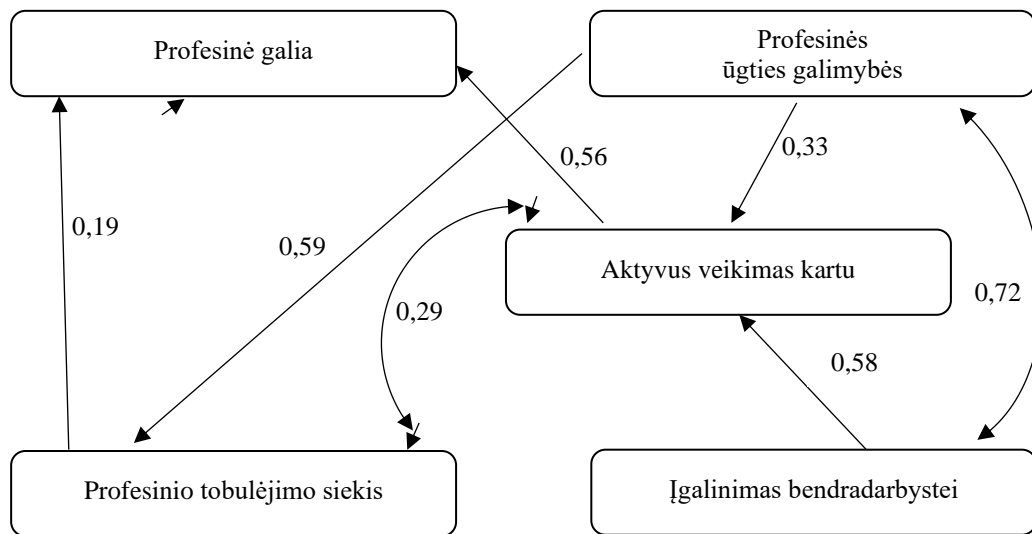 Profesinė galia
Profesinės
ūgties galimybės
0,56
0,33
0,19
0,59
Aktyvus veikimas kartu
0,29
0,72
0,58
Profesinio tobulėjimo siekis
Įgalinimas bendradarbystei